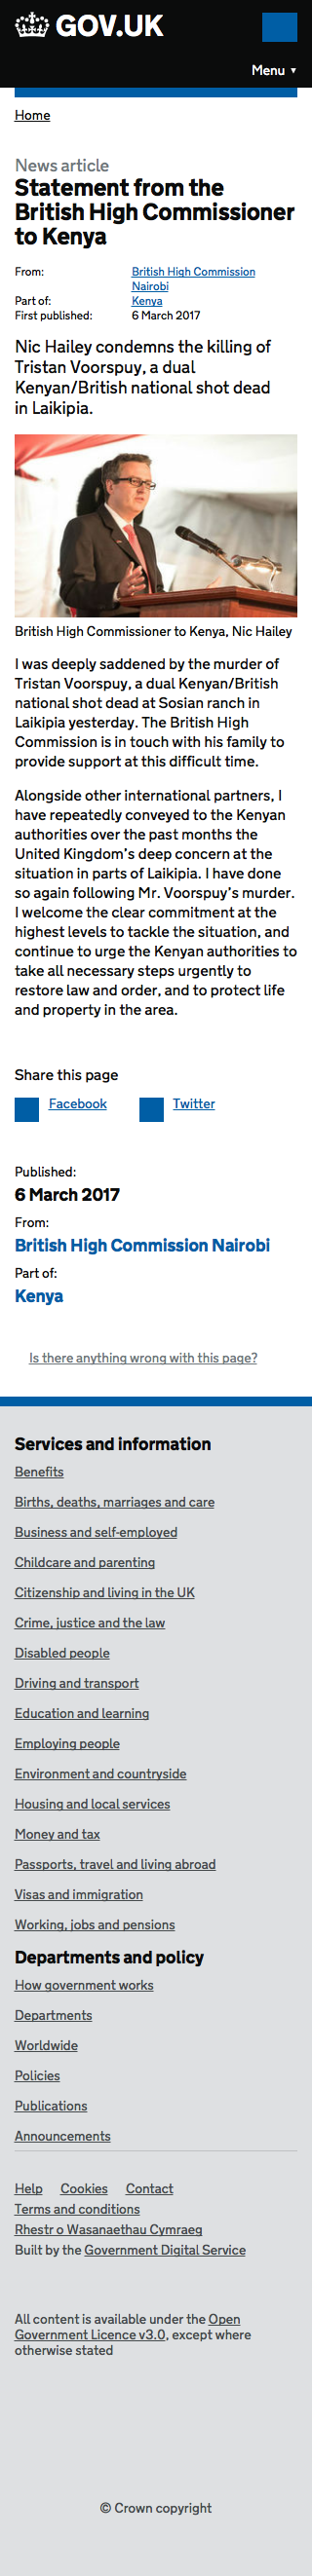 GOV.UK
Menu ▼
Home
News article
Statement from the
British High Commissioner
to Kenya
From: British High Commission
Nairobi
Part of: Kenya
First published: 6 March 2017
Nic Hailey condemns the killing of
Tristan Voorspuy, a dual
Kenyan/British national shot dead
in Laikipia.
British High Commissioner to Kenya, Nic Hailey
I was deeply saddened by the murder of
Tristan Voorspuy, a dual Kenyan/British
national shot dead at Sosian ranch in
Laikipia yesterday. The British High
Commission is in touch with his family to
provide support at this difficult time.
Alongside other international partners, I
have repeatedly conveyed to the Kenyan
authorities over the past months the
United Kingdom's deep concern at the
situation in parts of Laikipia. I have done
so again following Mr. Voorspuy's murder.
I welcome the clear commitment at the
highest levels to tackle the situation, and
continue to urge the Kenyan authorities to
take all necessary steps urgently to
restore law and order, and to protect life
and property in the area.
Share this page
Facebook Twitter
Published:
6 March 2017
From:
British High Commission Nairobi
Part of:
Kenya
Is there anything wrong with this page?
Services and information
Benefits
Births, deaths, marriages and care
Business and self-employed
Childcare and parenting
Citizenship and living in the UK
Crime, justice and the law
Disabled people
Driving and transport
Education and learning
Employing people
Environment and countryside
Housing and local services
Money and tax
Passports, travel and living abroad
Visas and immigration
Working, jobs and pensions
Departments and policy
How government works
Departments
Worldwide
Policies
Publications
Announcements
Help Cookies Contact
Terms and conditions
Rhestr o Wasanaethau Cymraeg
Built by the Government Digital Service
All content is available under the Open
Government Licence v3.0, except where
otherwise stated
© Crown copyright